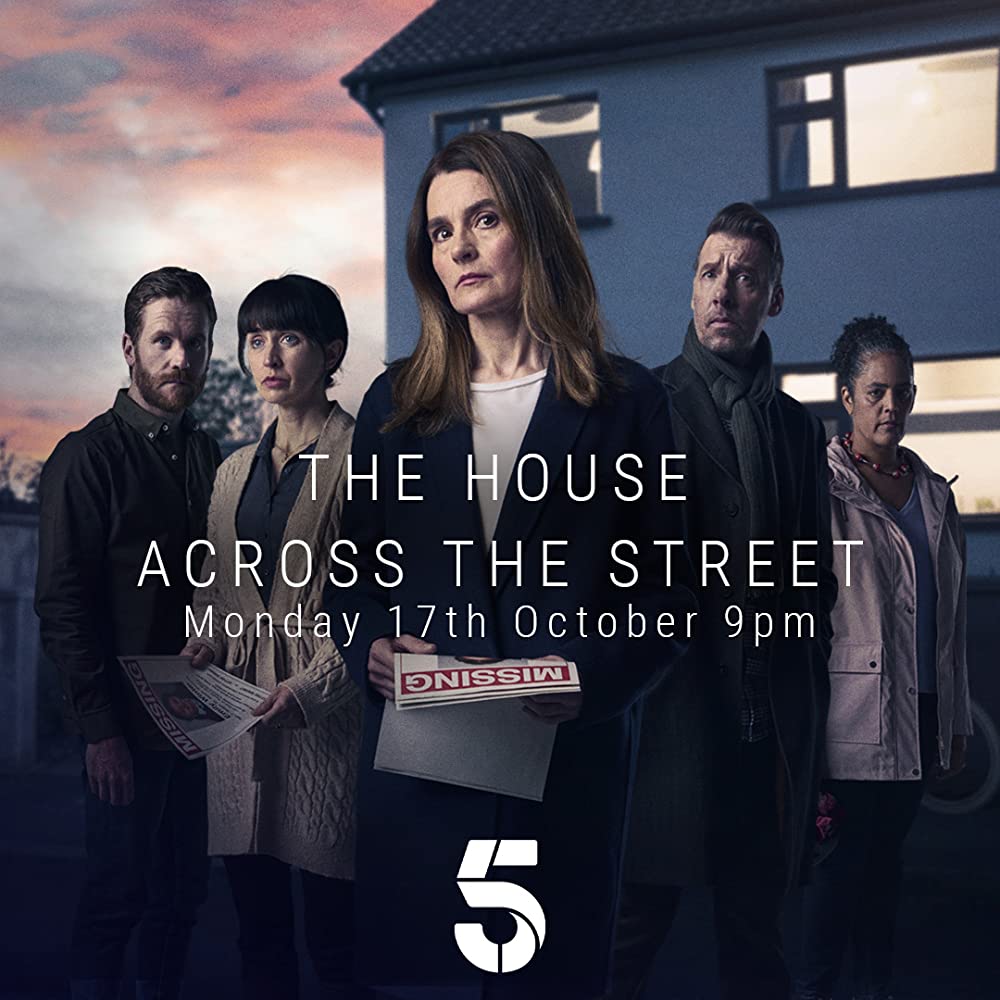 THE HOUSE
ACROSS THE STREET
Monday 17th October 9pm
MISSING
MISSING
5